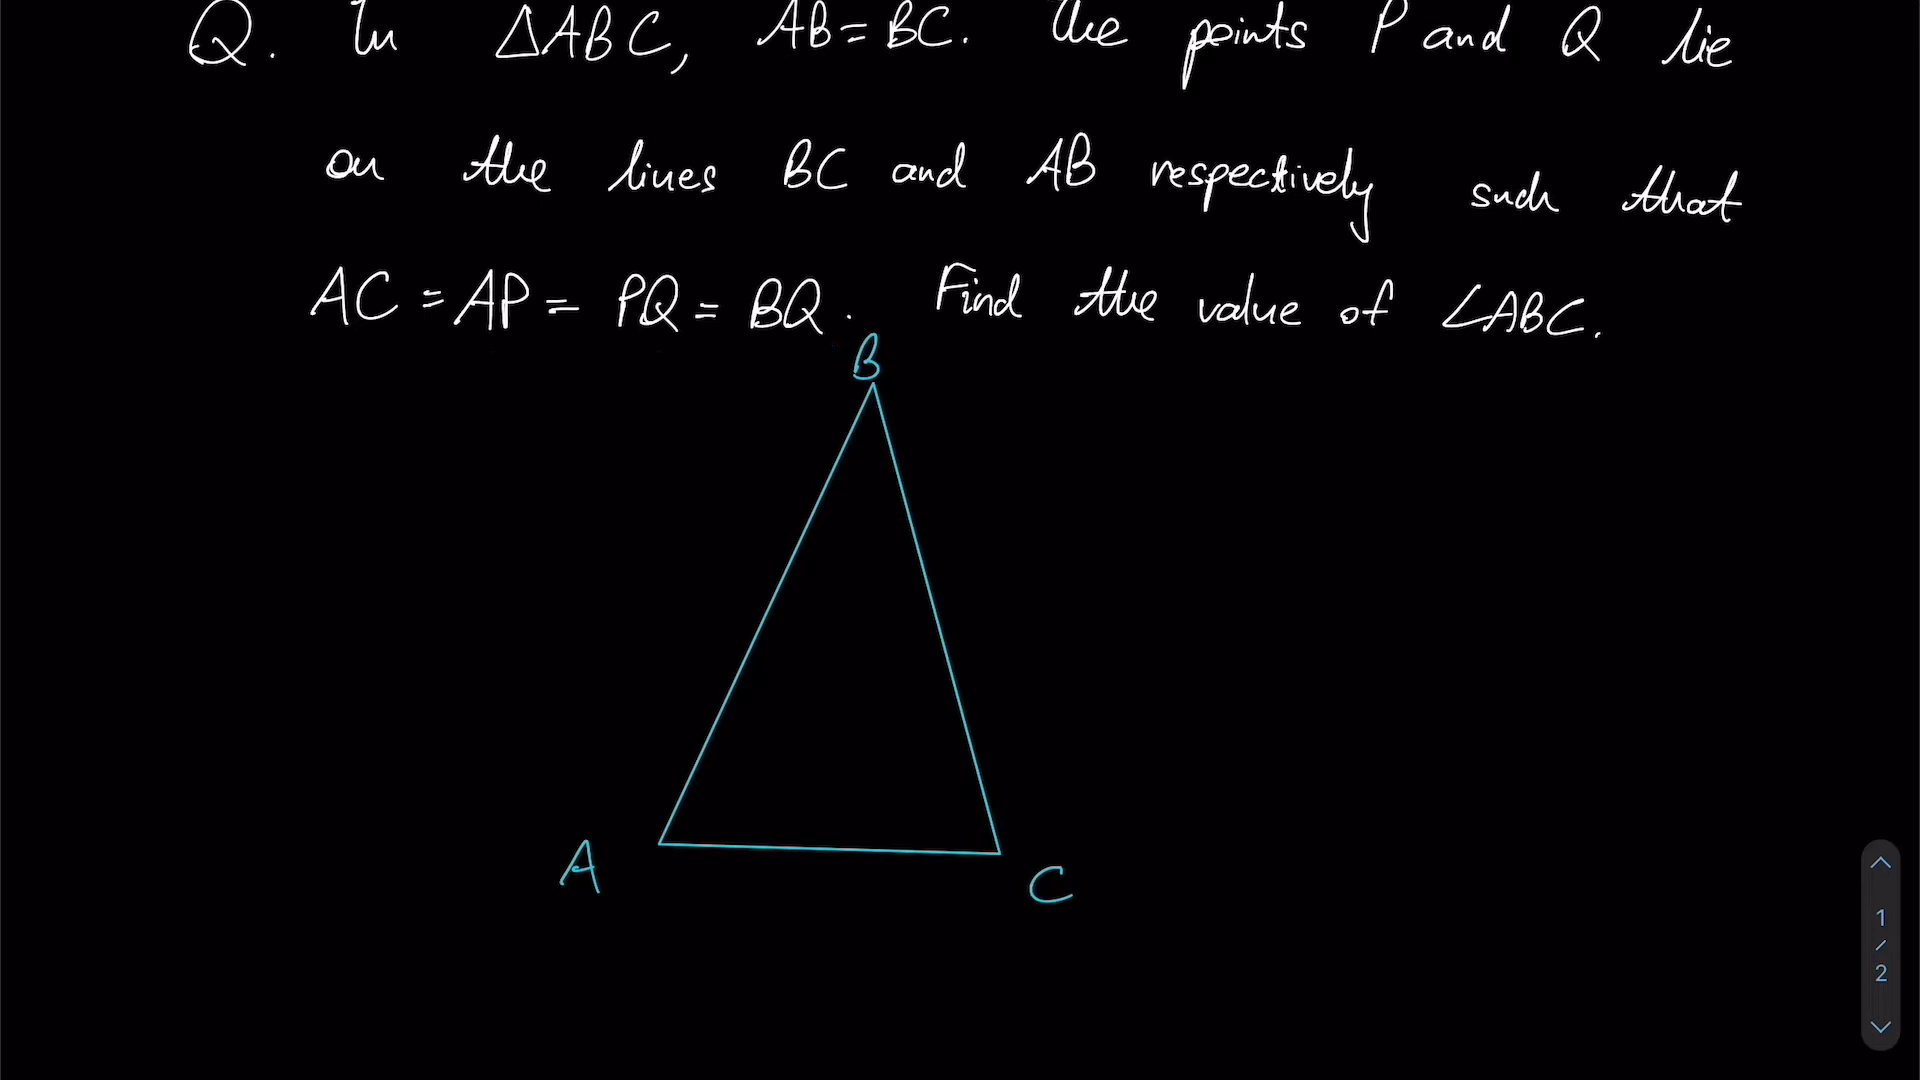 Q. In △ABC, AB = BC. The points P and Q lie
on the lines BC and AB respectively such that
AC = AP = PQ = BQ. Find the value of ∠ABC.
B
A
C
1
/
2